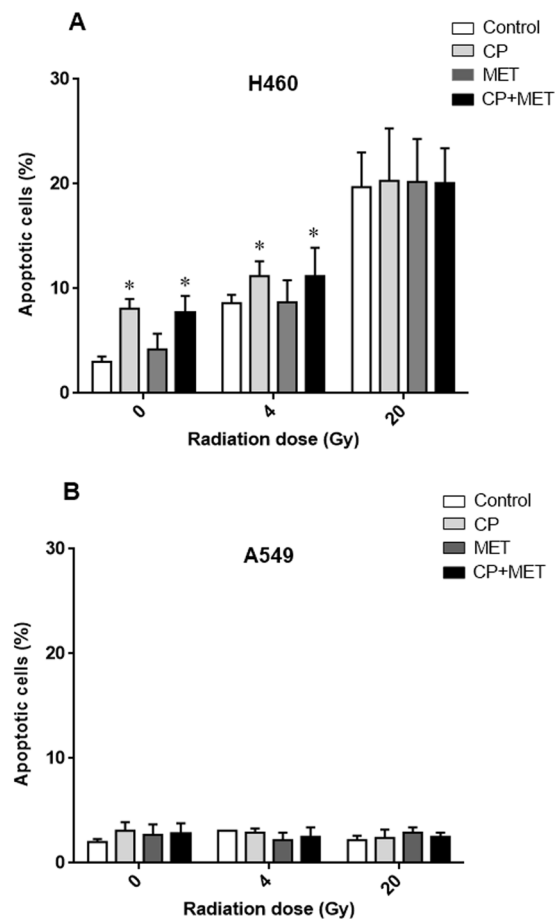 A
Control
CP
MET
CP+MET
H460
30
20
10
0
Apoptotic cells (%)
* * * *
0 4 20
Radiation dose (Gy)
B
Control
CP
MET
CP+MET
A549
30
20
10
0
Apoptotic cells (%)
0 4 20
Radiation dose (Gy)